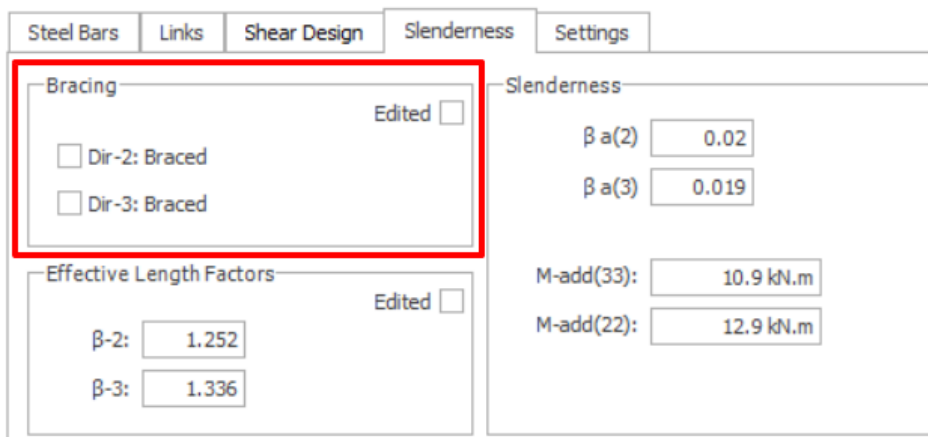 Steel Bars Links Shear Design Slenderness Settings
Bracing
Edited
Dir-2: Braced
Dir-3: Braced
Effective Length Factors
Edited
β-2: 1.252
β-3: 1.336
Slenderness
β a(2) 0.02
β a(3) 0.019
M-add(33): 10.9 kN.m
M-add(22): 12.9 kN.m